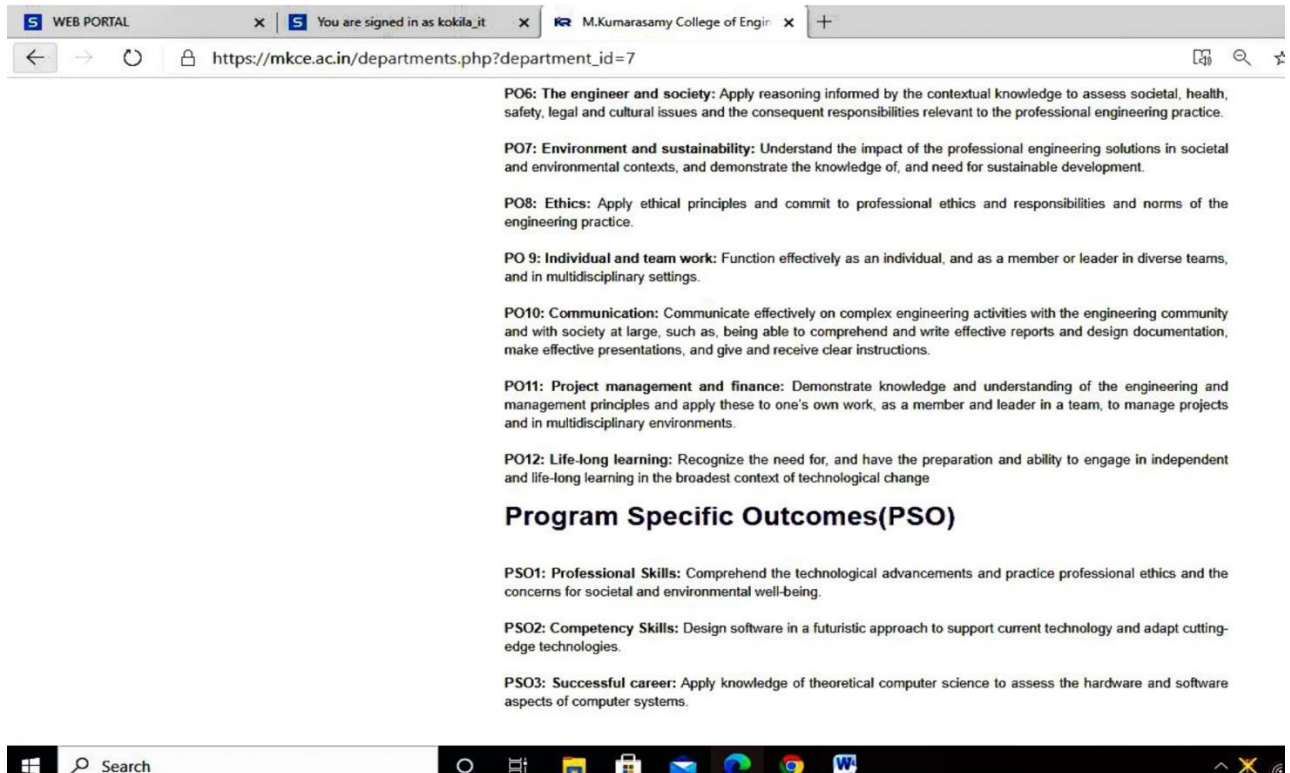 WEB PORTAL
You are signed in as kokila_it
M.Kumarasamy College of Engin
https://mkce.ac.in/departments.php?department_id=7
PO6: The engineer and society: Apply reasoning informed by the contextual knowledge to assess societal, health,
safety, legal and cultural issues and the consequent responsibilities relevant to the professional engineering practice.
PO7: Environment and sustainability: Understand the impact of the professional engineering solutions in societal
and environmental contexts, and demonstrate the knowledge of, and need for sustainable development.
PO8: Ethics: Apply ethical principles and commit to professional ethics and responsibilities and norms of the
engineering practice.
PO 9: Individual and team work: Function effectively as an individual, and as a member or leader in diverse teams,
and in multidisciplinary settings.
PO10: Communication: Communicate effectively on complex engineering activities with the engineering community
and with society at large, such as, being able to comprehend and write effective reports and design documentation,
make effective presentations, and give and receive clear instructions.
PO11: Project management and finance: Demonstrate knowledge and understanding of the engineering and
management principles and apply these to one's own work, as a member and leader in a team, to manage projects
and in multidisciplinary environments.
PO12: Life-long learning: Recognize the need for, and have the preparation and ability to engage in independent
and life-long learning in the broadest context of technological change
Program Specific Outcomes(PSO)
PSO1: Professional Skills: Comprehend the technological advancements and practice professional ethics and the
concerns for societal and environmental well-being.
PSO2: Competency Skills: Design software in a futuristic approach to support current technology and adapt cutting-
edge technologies.
PSO3: Successful career: Apply knowledge of theoretical computer science to assess the hardware and software
aspects of computer systems.
Search